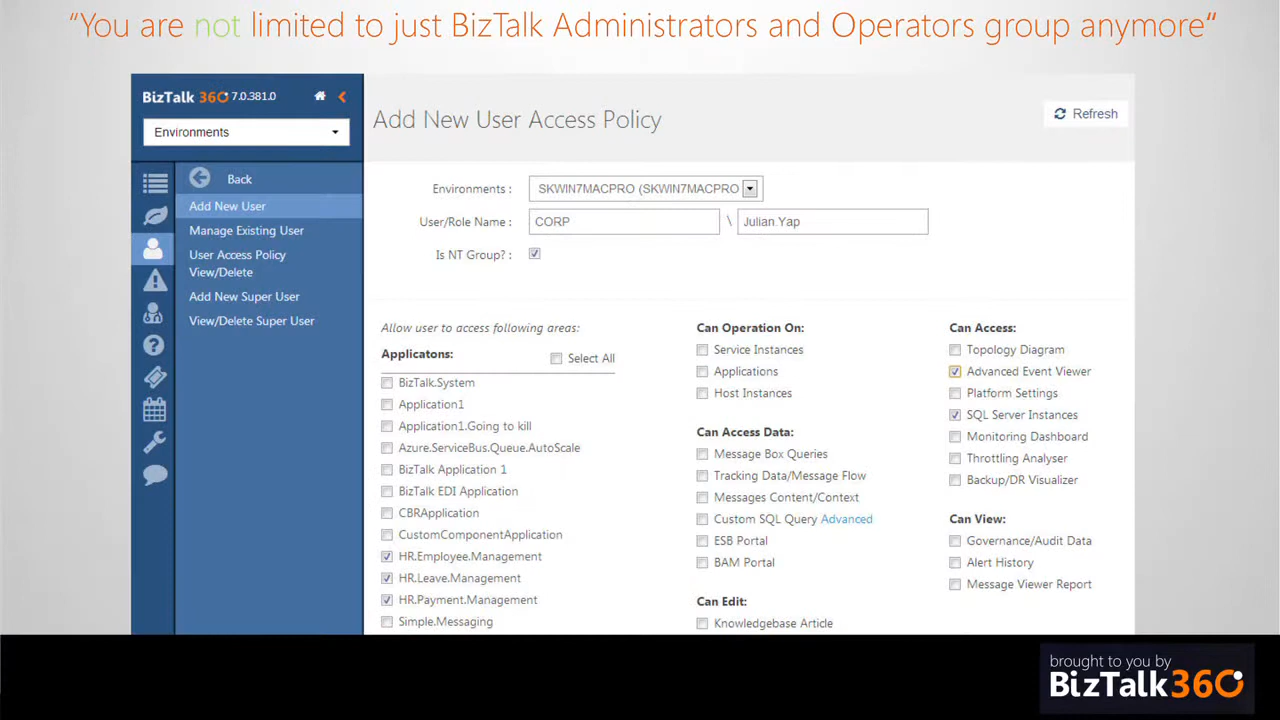 “You are not limited to just BizTalk Administrators and Operators group anymore“
BizTalk 360 7.0.381.0
Environments
Back
Add New User
Manage Existing User
User Access Policy
View/Delete
Add New Super User
View/Delete Super User
Add New User Access Policy
Refresh
Environments :
SKWIN7MACPRO (SKWIN7MACPRO
User/Role Name :
CORP \ Julian.Yap
Is NT Group? :
Allow user to access following areas:
Applicatons:
Select All
BizTalk.System
Application1
Application1.Going to kill
Azure.ServiceBus.Queue.AutoScale
BizTalk Application 1
BizTalk EDI Application
CBRApplication
CustomComponentApplication
HR.Employee.Management
HR.Leave.Management
HR.Payment.Management
Simple.Messaging
Can Operation On:
Service Instances
Applications
Host Instances
Can Access Data:
Message Box Queries
Tracking Data/Message Flow
Messages Content/Context
Custom SQL Query Advanced
ESB Portal
BAM Portal
Can Edit:
Knowledgebase Article
Can Access:
Topology Diagram
Advanced Event Viewer
Platform Settings
SQL Server Instances
Monitoring Dashboard
Throttling Analyser
Backup/DR Visualizer
Can View:
Governance/Audit Data
Alert History
Message Viewer Report
brought to you by
BizTalk360